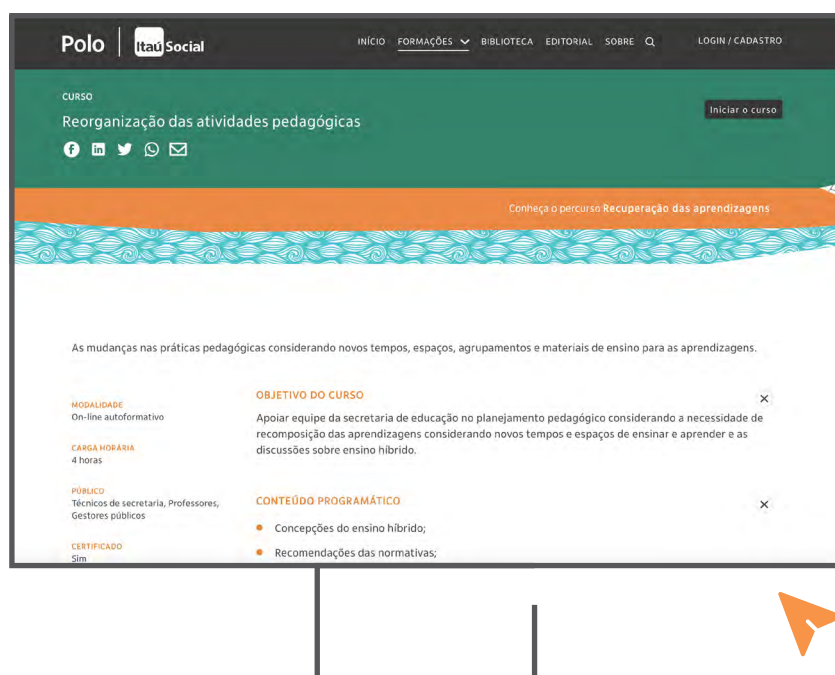 Polo Itaú Social
INÍCIO FORMAÇÕES BIBLIOTECA EDITORIAL SOBRE LOGIN / CADASTRO
CURSO
Reorganização das atividades pedagógicas
Iniciar o curso
Conheça o percurso Recuperação das aprendizagens
As mudanças nas práticas pedagógicas considerando novos tempos, espaços, agrupamentos e materiais de ensino para as aprendizagens.
MODALIDADE
On-line autoformativo
CARGA HORÁRIA
4 horas
PÚBLICO
Técnicos de secretaria, Professores,
Gestores públicos
CERTIFICADO
Sim
OBJETIVO DO CURSO
Apoiar equipe da secretaria de educação no planejamento pedagógico considerando a necessidade de
recomposição das aprendizagens considerando novos tempos e espaços de ensinar e aprender e as
discussões sobre ensino híbrido.
CONTEÚDO PROGRAMÁTICO
Concepções do ensino híbrido;
Recomendações das normativas;